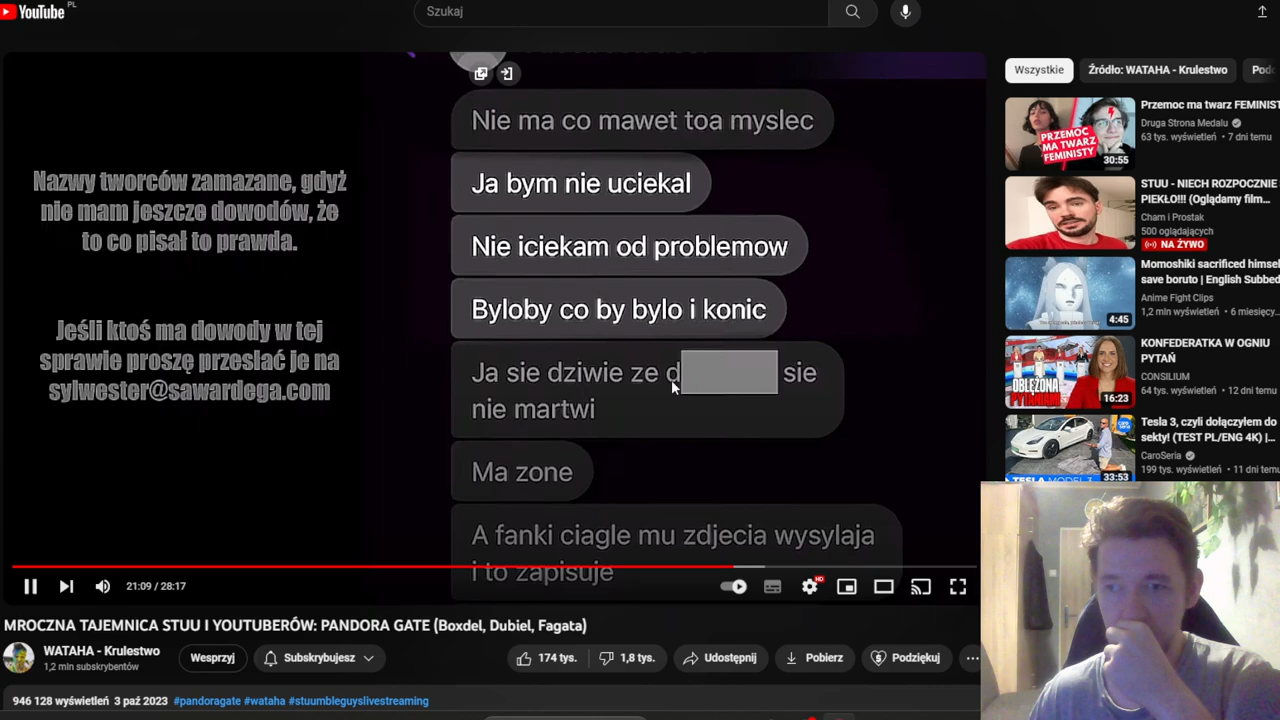 YouTube PL
Szukaj
Nie ma co mawet toa myslec
Ja bym nie uciekal
Nie iciekam od problemow
Byloby co by bylo i konic
Ja sie dziwie ze d sie
nie martwi
Ma zone
A fanki ciagle mu zdjecia wysylaja
i to zapisuje
Nazwy twórców zamazane, gdyż
nie mam jeszcze dowodów, że
to co pisał to prawda.
Jeśli ktoś ma dowody w tej
sprawie proszę przesłać je na
sylwester@sawardega.com
21:09 / 28:17
HD
MROCZNA TAJEMNICA STUU I YOUTUBERÓW: PANDORA GATE (Boxdel, Dubiel, Fagata)
WATAHA - Krulestwo
1,2 mln subskrybentów
Wesprzyj
Subskrybujesz
174 tys.
1,8 tys.
Udostępnij
Pobierz
Podziękuj
946 128 wyświetleń 3 paź 2023 #pandoragate #wataha #stuumbleguyslivestreaming
Wszystkie
Źródło: WATAHA - Krulestwo
PRZEMOC
MA TWARZ
FEMINISTY
30:55
Przemoc ma twarz FEMINIST
Druga Strona Medalu
63 tys. wyświetleń • 7 dni temu
STUU - NIECH ROZPOCZNIE
PIEKŁO!!! (Oglądamy film...
Cham i Prostak
500 oglądających
NA ŻYWO
4:45
Momoshiki sacrificed himsel
save boruto | English Subbed
Anime Fight Clips
1,2 mln wyświetleń • 6 miesięcy
OBLĘŻONA
PYTANIAMI
16:23
KONFEDERATKA W OGNIU
PYTAŃ
CONSILIUM
64 tys. wyświetleń • 12 dni temu
33:53
Tesla 3, czyli dołączyłem do
sekty! (TEST PL/ENG 4K) |...
CaroSeria
199 tys. wyświetleń • 11 dni temu